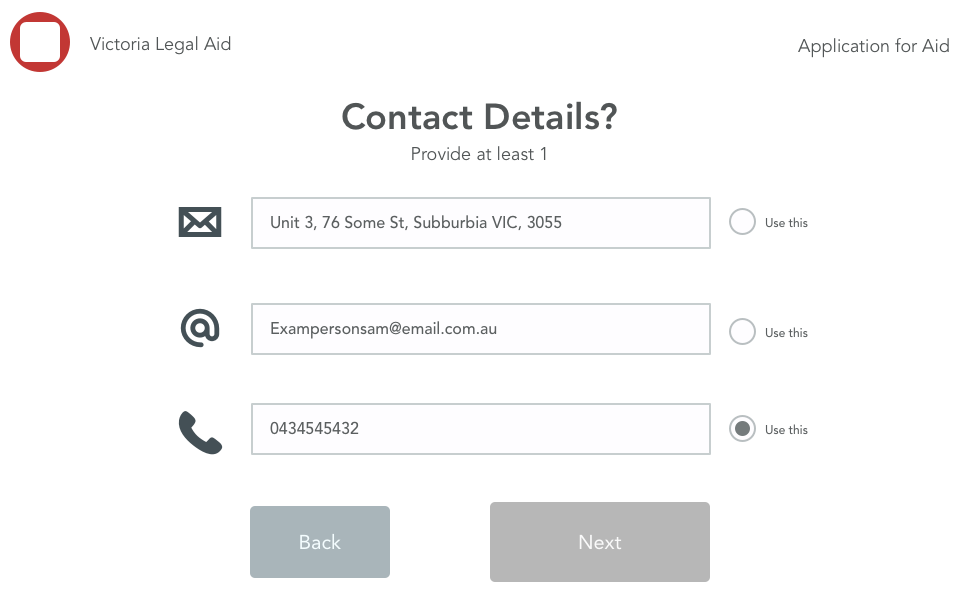 Victoria Legal Aid
Application for Aid
Contact Details?
Provide at least 1
Unit 3, 76 Some St, Subburbia VIC, 3055
Use this
Exampersonsam@email.com.au
Use this
0434545432
Use this
Back
Next